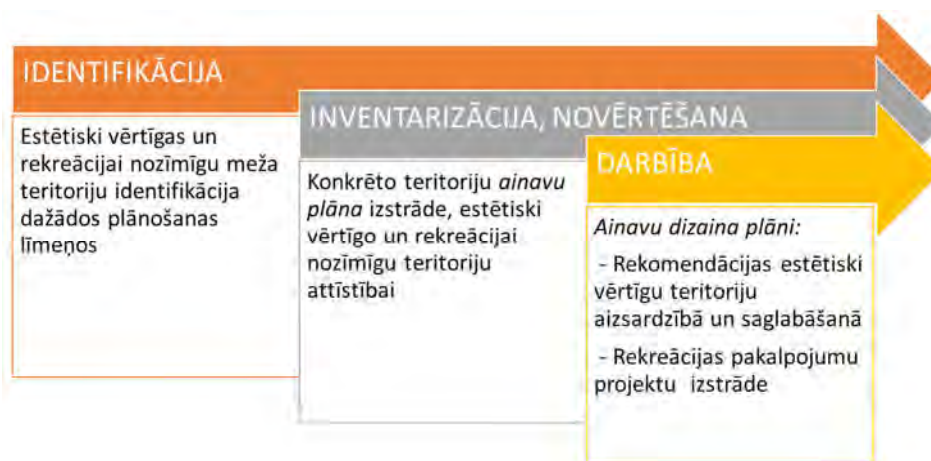 IDENTIFIKĀCIJA
Estētiski vērtīgas un
rekreācijai nozīmīgu meža
teritoriju identifikācija
dažādos plānošanas
līmeņos
INVENTARIZĀCIJA, NOVĒRTĒŠANA
Konkrēto teritoriju ainavu
plāna izstrāde, estētiski
vērtīgo un rekreācijai
nozīmīgu teritoriju
attīstībai
DARBĪBA
Ainavu dizaina plāni:
- Rekomendācijas estētiski
vērtīgu teritoriju
aizsardzībā un saglabāšanā
- Rekreācijas pakalpojumu
projektu izstrāde